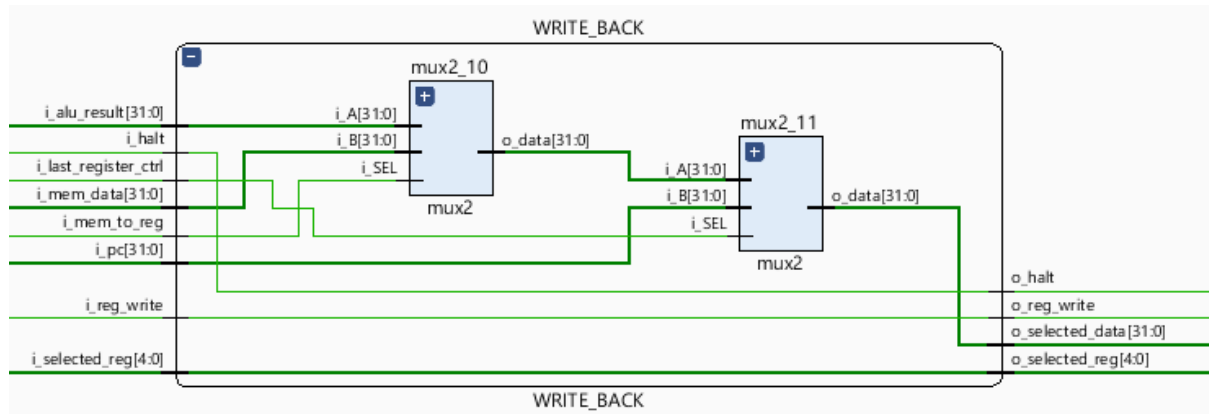 WRITE_BACK
mux2_10
i_alu_result[31:0]
i_halt
i_last_register_ctrl
i_mem_data[31:0]
i_mem_to_reg
i_pc[31:0]
i_reg_write
i_selected_reg[4:0]
i_A[31:0]
i_B[31:0]
i_SEL
o_data[31:0]
mux2
mux2_11
i_A[31:0]
i_B[31:0]
i_SEL
o_data[31:0]
mux2
o_halt
o_reg_write
o_selected_data[31:0]
o_selected_reg[4:0]
WRITE_BACK